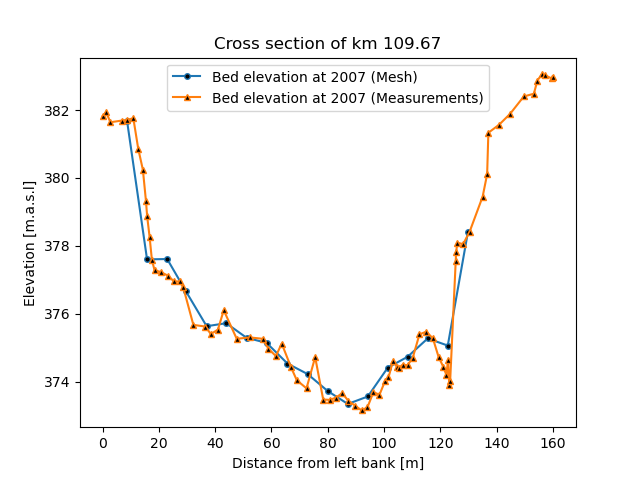 Cross section of km 109.67
Bed elevation at 2007 (Mesh)
Bed elevation at 2007 (Measurements)
Elevation [m.a.s.l]
382
380
378
376
374
0 20 40 60 80 100 120 140 160
Distance from left bank [m]